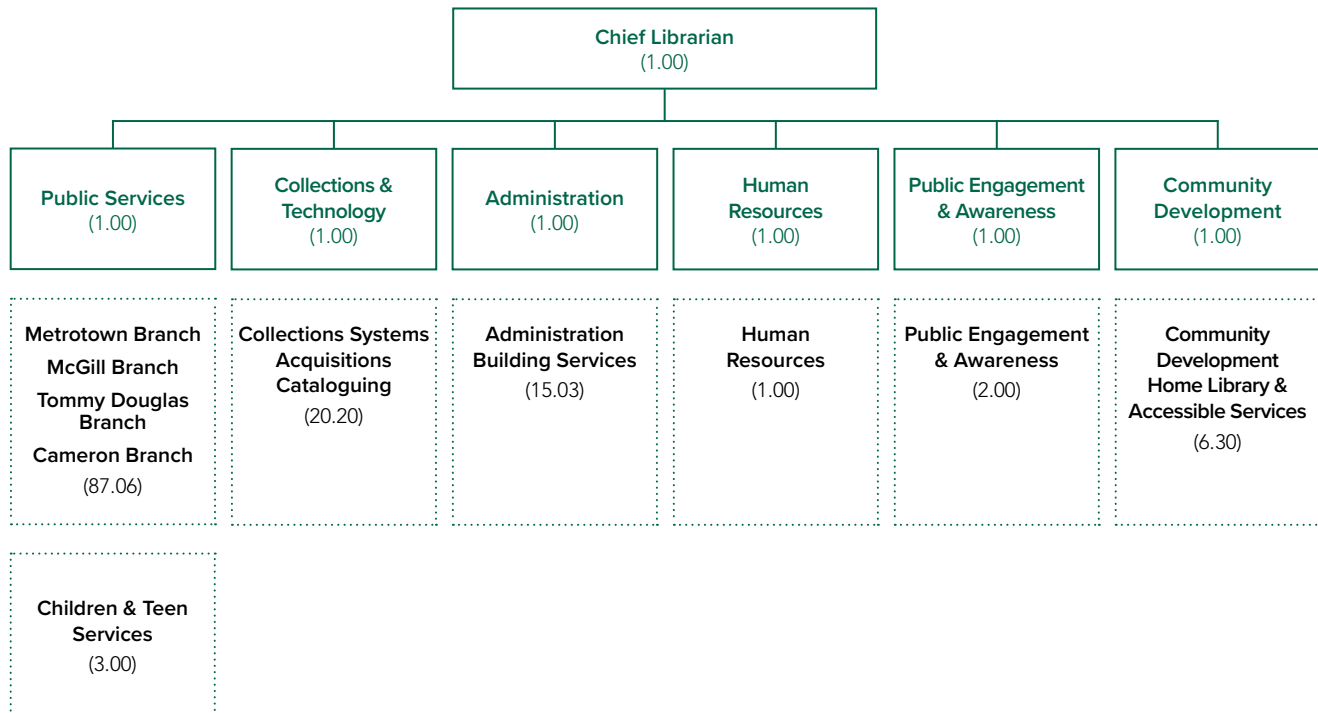 Chief Librarian
(1.00)
Public Services
(1.00)
Collections &
Technology
(1.00)
Administration
(1.00)
Human
Resources
(1.00)
Public Engagement
& Awareness
(1.00)
Community
Development
(1.00)
Metrotown Branch
McGill Branch
Tommy Douglas
Branch
Cameron Branch
(87.06)
Collections Systems
Acquisitions
Cataloguing
(20.20)
Administration
Building Services
(15.03)
Human
Resources
(1.00)
Public Engagement
& Awareness
(2.00)
Community
Development
Home Library &
Accessible Services
(6.30)
Children & Teen
Services
(3.00)